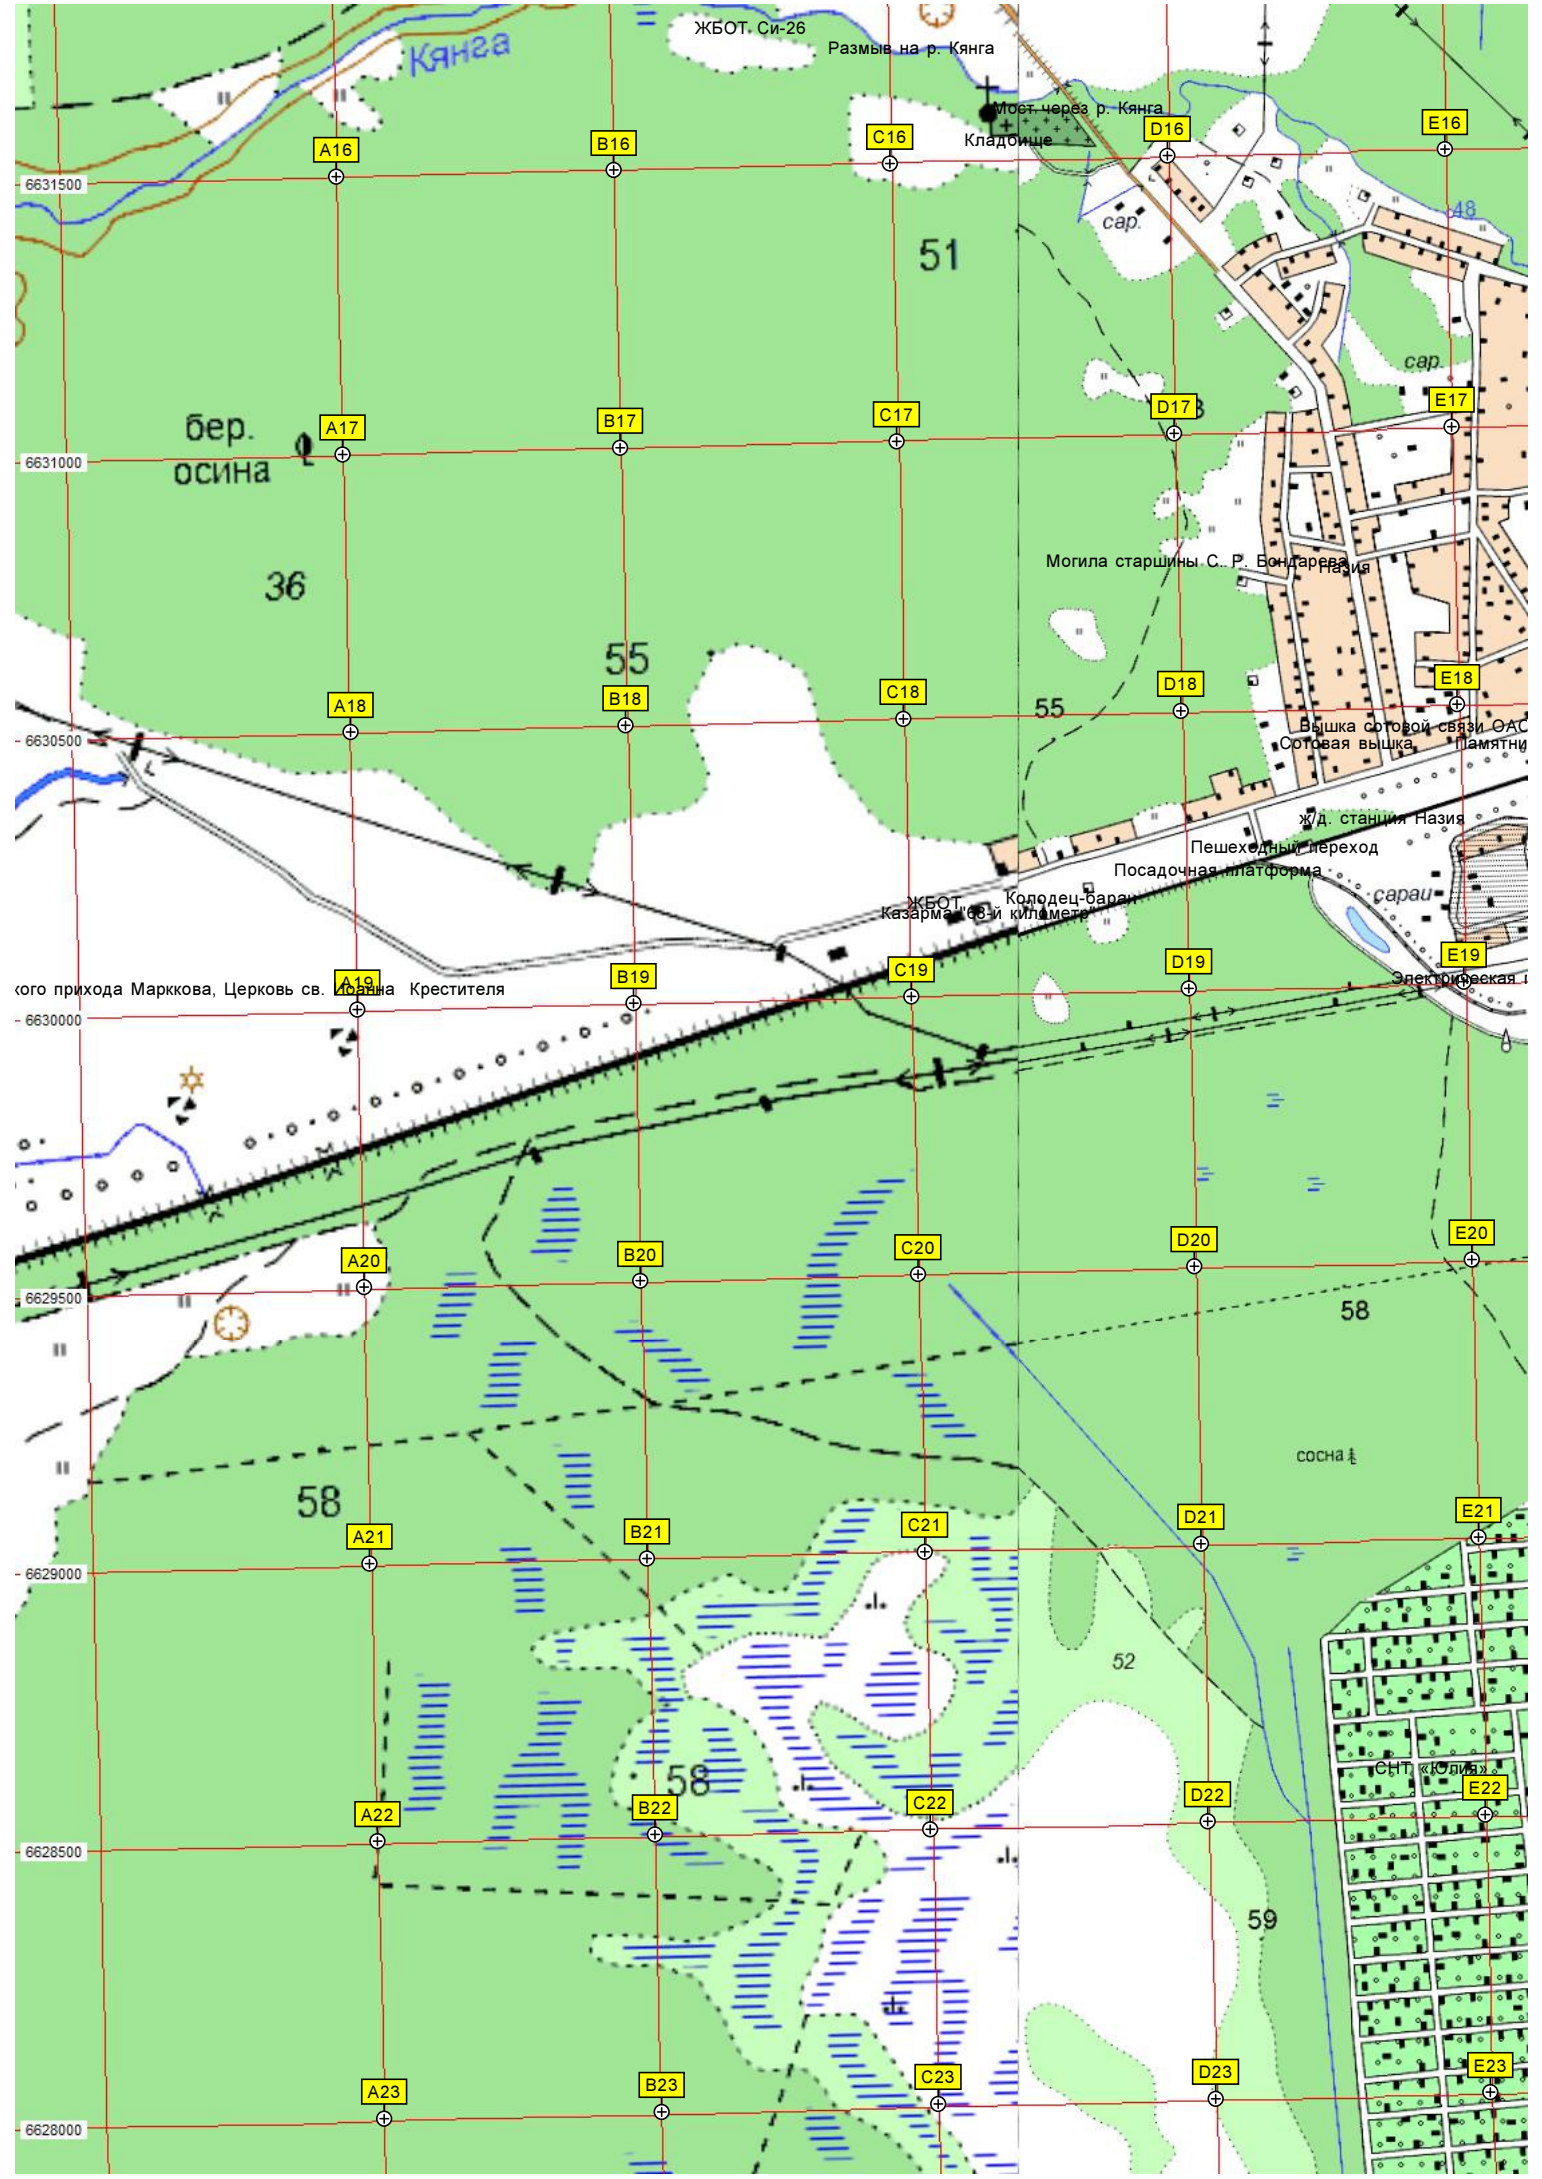 ЖБОТ Си-26
Размыв на р. Кянга
Кянга
Мост через р. Кянга
Кладбище
A16
B16
C16
D16
E16
6631500
сар.
48
51
сар.
A17
B17
C17
D17
E17
бер.
осина
6631000
Могила старшины С. Р. Бондарева
Назия
36
55
A18
B18
C18
D18
E18
55
6630500
Вышка сотовой связи ОАО
Сотовая вышка
Памятни
ж/д. станция Назия
Пешеходный переход
Посадочная платформа
сараи
ЖБОТ
Колодец-баран
Казарма "68-й километр"
A19
B19
C19
D19
E19
кого прихода Марккова, Церковь св. Иоанна Крестителя
Электрическая
6630000
A20
B20
C20
D20
E20
6629500
58
сосна
58
A21
B21
C21
D21
E21
6629000
52
58
СНТ «Юлия»
A22
B22
C22
D22
E22
6628500
59
A23
B23
C23
D23
E23
6628000